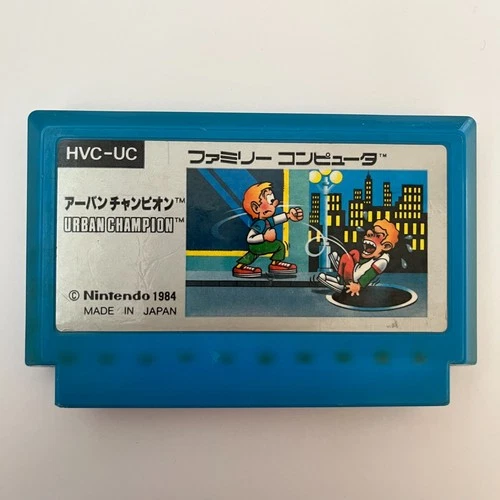 HVC-UC
ファミリー コンピュータ™
アーバンチャンピオン™
URBAN CHAMPION™
© Nintendo 1984
MADE IN JAPAN